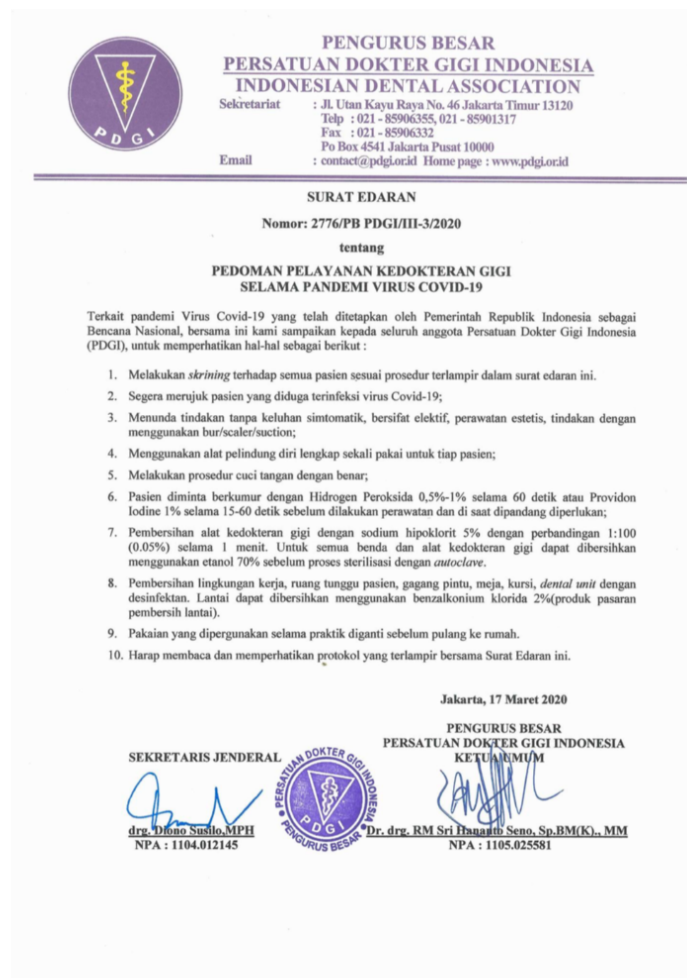 PENGURUS BESAR
PERSATUAN DOKTER GIGI INDONESIA
INDONESIAN DENTAL ASSOCIATION
Sekretariat : Jl. Utan Kayu Raya No. 46 Jakarta Timur 13120
Telp : 021 - 85906355, 021 - 85901317
Fax : 021 - 85906332
Po Box 4541 Jakarta Pusat 10000
Email : contact@pdgi.or.id Home page : www.pdgi.or.id
PDGI
SURAT EDARAN
Nomor: 2776/PB PDGI/III-3/2020
tentang
PEDOMAN PELAYANAN KEDOKTERAN GIGI
SELAMA PANDEMI VIRUS COVID-19
Terkait pandemi Virus Covid-19 yang telah ditetapkan oleh Pemerintah Republik Indonesia sebagai
Bencana Nasional, bersama ini kami sampaikan kepada seluruh anggota Persatuan Dokter Gigi Indonesia
(PDGI), untuk memperhatikan hal-hal sebagai berikut :
1. Melakukan skrining terhadap semua pasien sesuai prosedur terlampir dalam surat edaran ini.
2. Segera merujuk pasien yang diduga terinfeksi virus Covid-19;
3. Menunda tindakan tanpa keluhan simtomatik, bersifat elektif, perawatan estetis, tindakan dengan
menggunakan bur/scaler/suction;
4. Menggunakan alat pelindung diri lengkap sekali pakai untuk tiap pasien;
5. Melakukan prosedur cuci tangan dengan benar;
6. Pasien diminta berkumur dengan Hidrogen Peroksida 0,5%-1% selama 60 detik atau Providon
Iodine 1% selama 15-60 detik sebelum dilakukan perawatan dan di saat dipandang diperlukan;
7. Pembersihan alat kedokteran gigi dengan sodium hipoklorit 5% dengan perbandingan 1:100
(0.05%) selama 1 menit. Untuk semua benda dan alat kedokteran gigi dapat dibersihkan
menggunakan etanol 70% sebelum proses sterilisasi dengan autoclave.
8. Pembersihan lingkungan kerja, ruang tunggu pasien, gagang pintu, meja, kursi, dental unit dengan
desinfektan. Lantai dapat dibersihkan menggunakan benzalkonium klorida 2%(produk pasaran
pembersih lantai).
9. Pakaian yang dipergunakan selama praktik diganti sebelum pulang ke rumah.
10. Harap membaca dan memperhatikan protokol yang terlampir bersama Surat Edaran ini.
Jakarta, 17 Maret 2020
PENGURUS BESAR
PERSATUAN DOKTER GIGI INDONESIA
SEKRETARIS JENDERAL
KETUA UMUM
PERSATUAN DOKTER GIGI INDONESIA
PDGI
PENGURUS BESAR
drg. Diono Susilo,MPH
NPA : 1104.012145
Dr. drg. RM Sri Hananto Seno, Sp.BM(K)., MM
NPA : 1105.025581